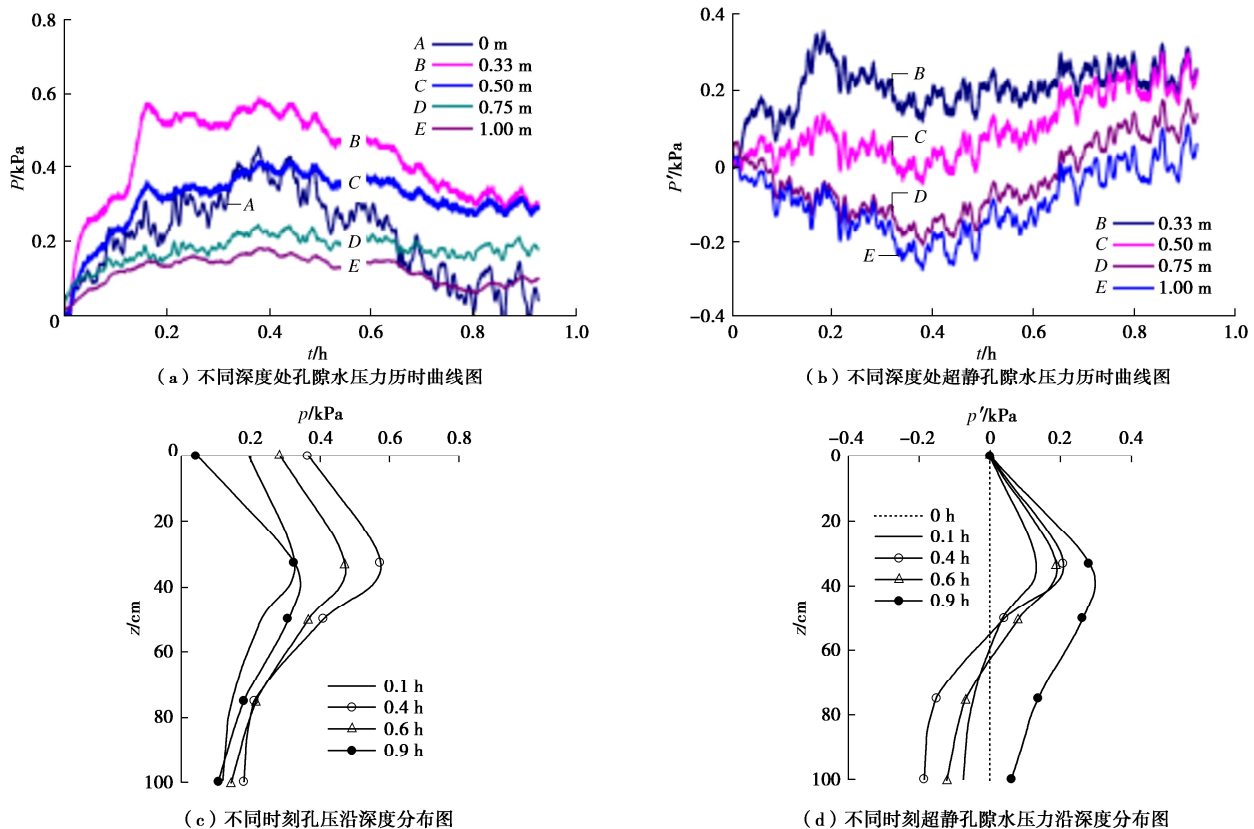 0.8
0.6
0.4
0.2
0
P/kPa
A 0 m
B 0.33 m
C 0.50 m
D 0.75 m
E 1.00 m
B
C
A
D
E
0.2 0.4 0.6 0.8 1.0
t/h
(a)不同深度处孔隙水压力历时曲线图
0.4
0.2
0
−0.2
−0.4
P′/kPa
B
C
D
E
B 0.33 m
C 0.50 m
D 0.75 m
E 1.00 m
0 0.2 0.4 0.6 0.8 1.0
t/h
(b)不同深度处超静孔隙水压力历时曲线图
p/kPa
0 0.2 0.4 0.6 0.8
20
40
60
80
100
z/cm
0.1 h
0.4 h
0.6 h
0.9 h
(c)不同时刻孔压沿深度分布图
p′/kPa
−0.4 −0.2 0 0.2 0.4
0
20
40
60
80
100
z/cm
0 h
0.1 h
0.4 h
0.6 h
0.9 h
(d)不同时刻超静孔隙水压力沿深度分布图